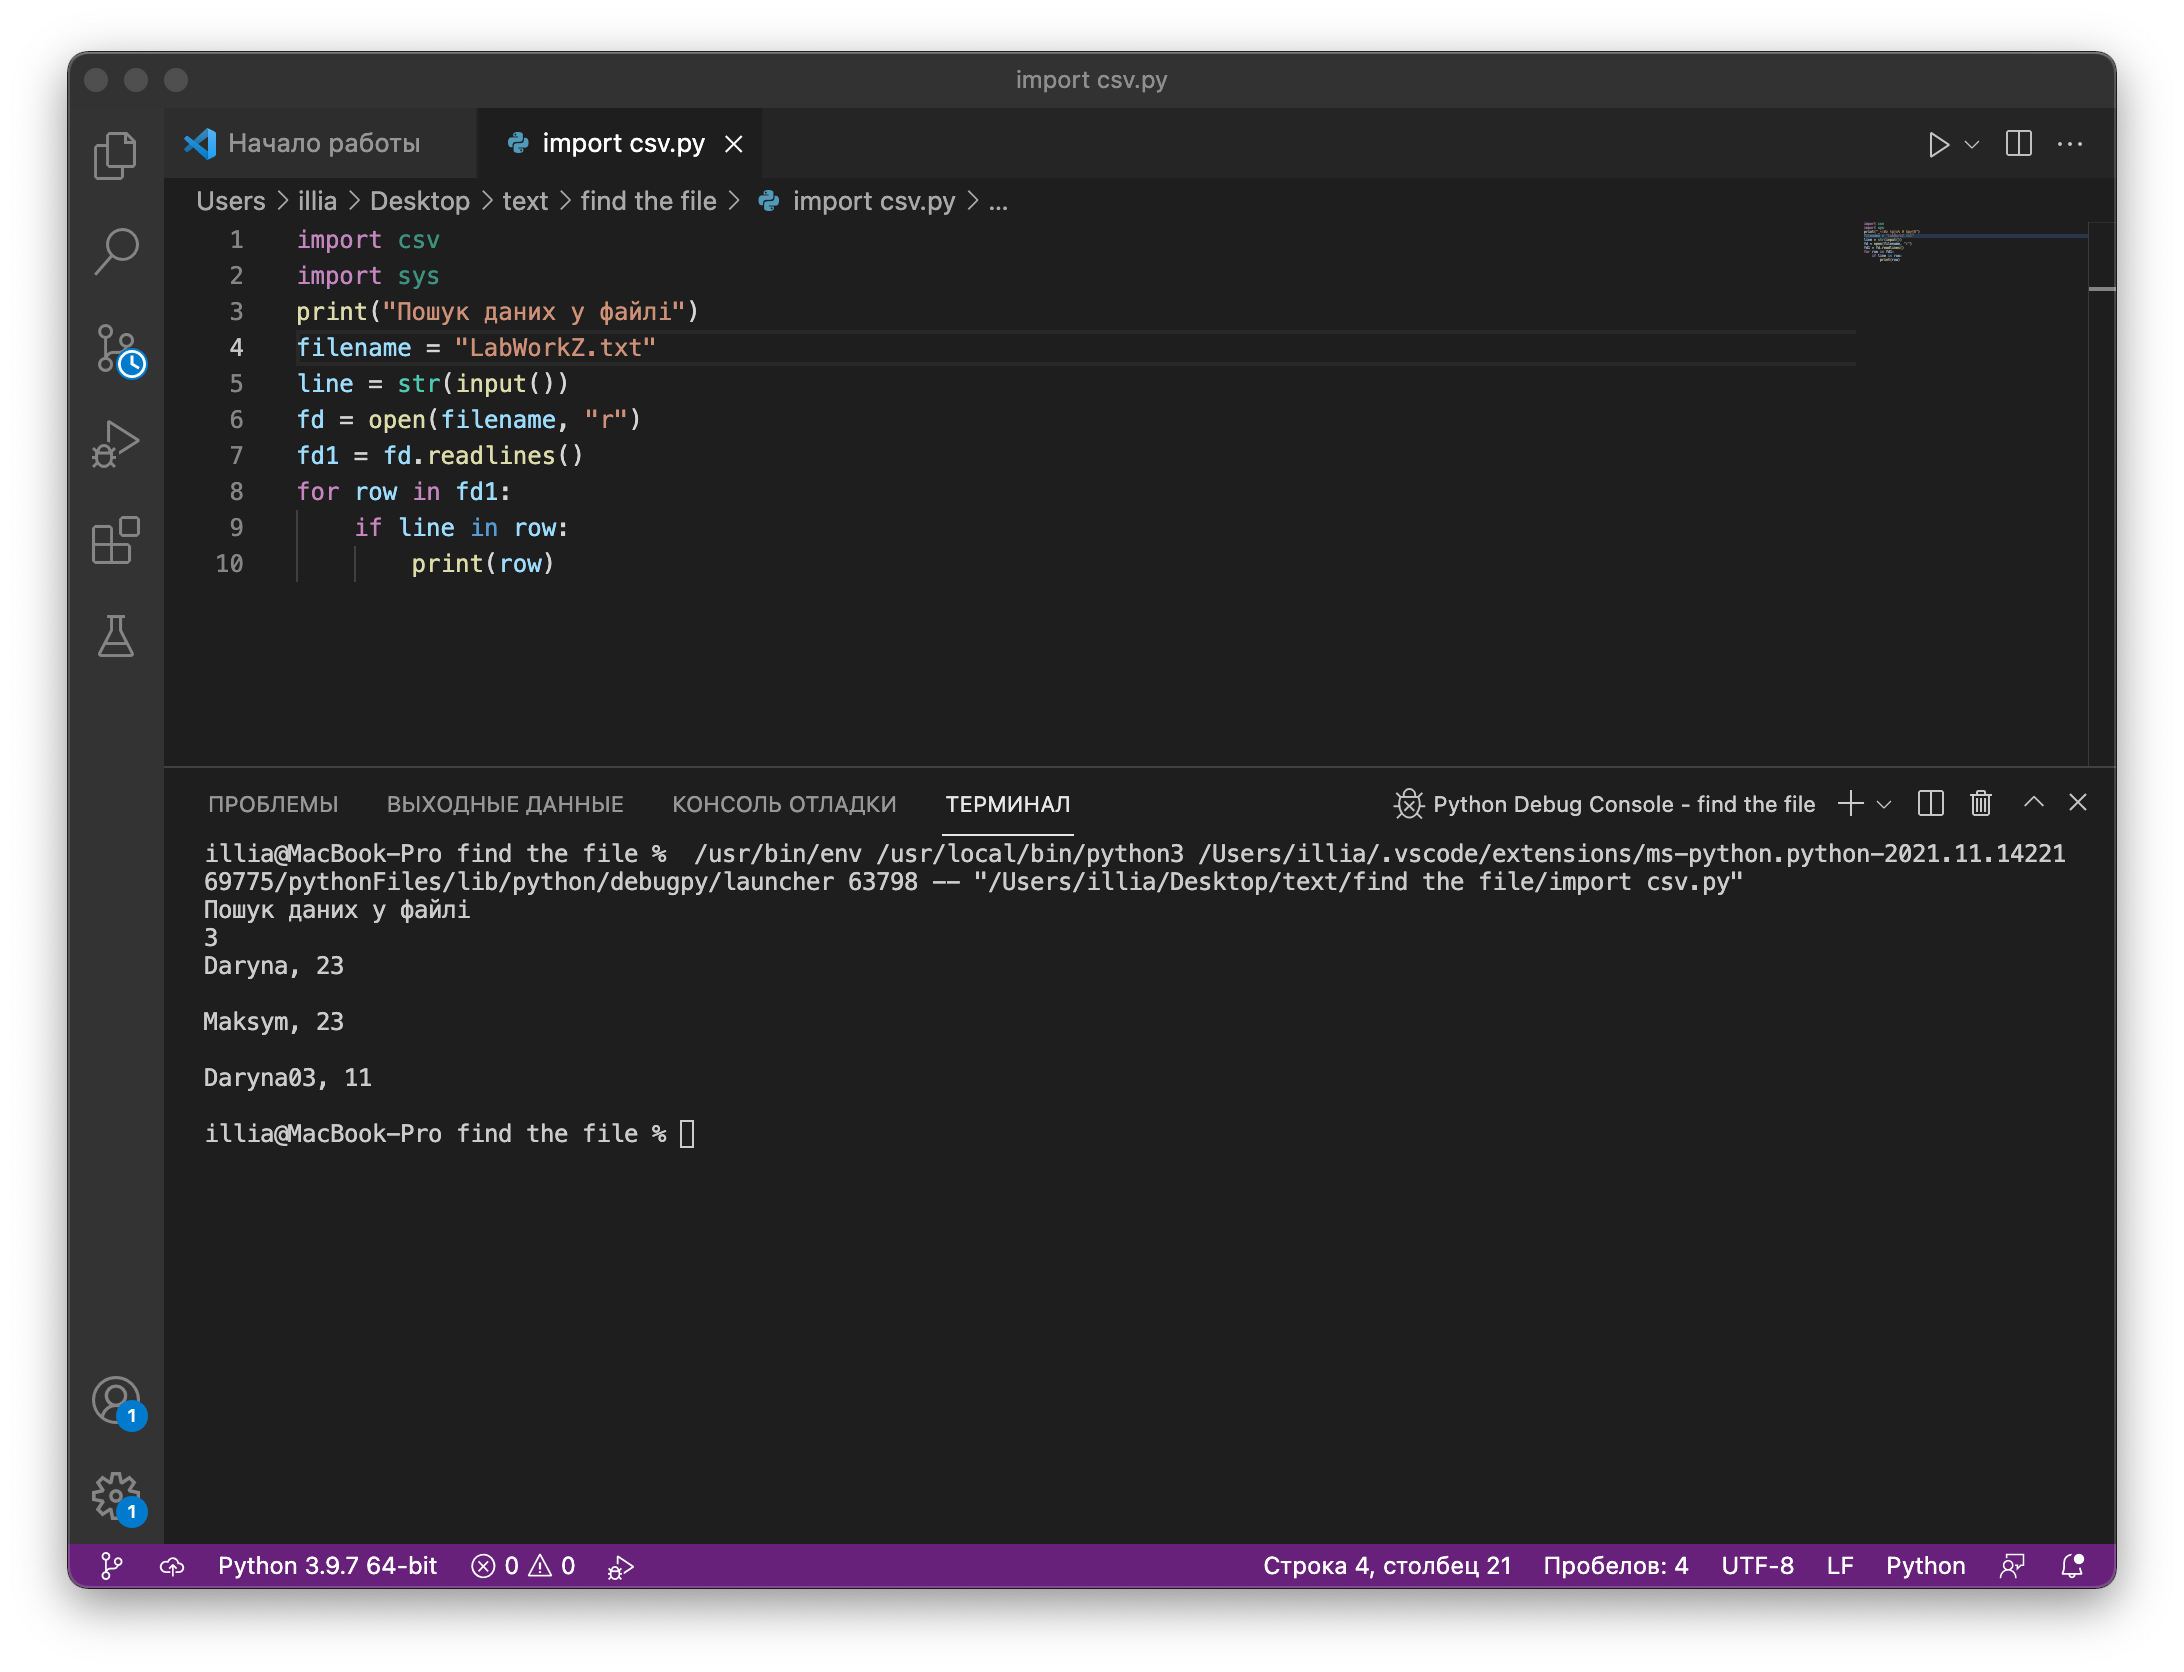 import csv.py
Начало работы
import csv.py
Users > illia > Desktop > text > find the file > import csv.py > ...
1 import csv
2 import sys
3 print("Пошук даних у файлі")
4 filename = "LabWorkZ.txt"
5 line = str(input())
6 fd = open(filename, "r")
7 fd1 = fd.readlines()
8 for row in fd1:
9     if line in row:
10         print(row)
ПРОБЛЕМЫ ВЫХОДНЫЕ ДАННЫЕ КОНСОЛЬ ОТЛАДКИ ТЕРМИНАЛ Python Debug Console - find the file
illia@MacBook-Pro find the file %  /usr/bin/env /usr/local/bin/python3 /Users/illia/.vscode/extensions/ms-python.python-2021.11.14221
69775/pythonFiles/lib/python/debugpy/launcher 63798 -- "/Users/illia/Desktop/text/find the file/import csv.py"
Пошук даних у файлі
3
Daryna, 23
Maksym, 23
Daryna03, 11
illia@MacBook-Pro find the file %
1
1
Python 3.9.7 64-bit 0 0 Строка 4, столбец 21 Пробелов: 4 UTF-8 LF Python